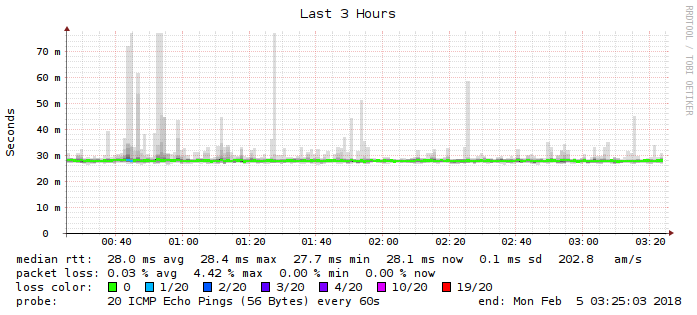 Last 3 Hours
RRDTOOL / TOBI OETIKER
Seconds
70 m
60 m
50 m
40 m
30 m
20 m
10 m
0
00:40 01:00 01:20 01:40 02:00 02:20 02:40 03:00 03:20
median rtt: 28.0 ms avg 28.4 ms max 27.7 ms min 28.1 ms now 0.1 ms sd 202.8 am/s
packet loss: 0.03 % avg 4.42 % max 0.00 % min 0.00 % now
loss color: 0 1/20 2/20 3/20 4/20 10/20 19/20
probe: 20 ICMP Echo Pings (56 Bytes) every 60s end: Mon Feb 5 03:25:03 2018